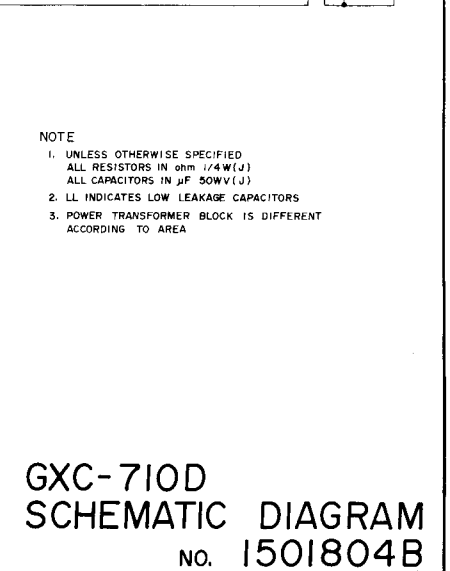 NOTE
1. UNLESS OTHERWISE SPECIFIED
ALL RESISTORS IN ohm 1/4W(J)
ALL CAPACITORS IN µF 50WV(J)
2. LL INDICATES LOW LEAKAGE CAPACITORS
3. POWER TRANSFORMER BLOCK IS DIFFERENT
ACCORDING TO AREA
GXC-710D
SCHEMATIC DIAGRAM
NO. 1501804B